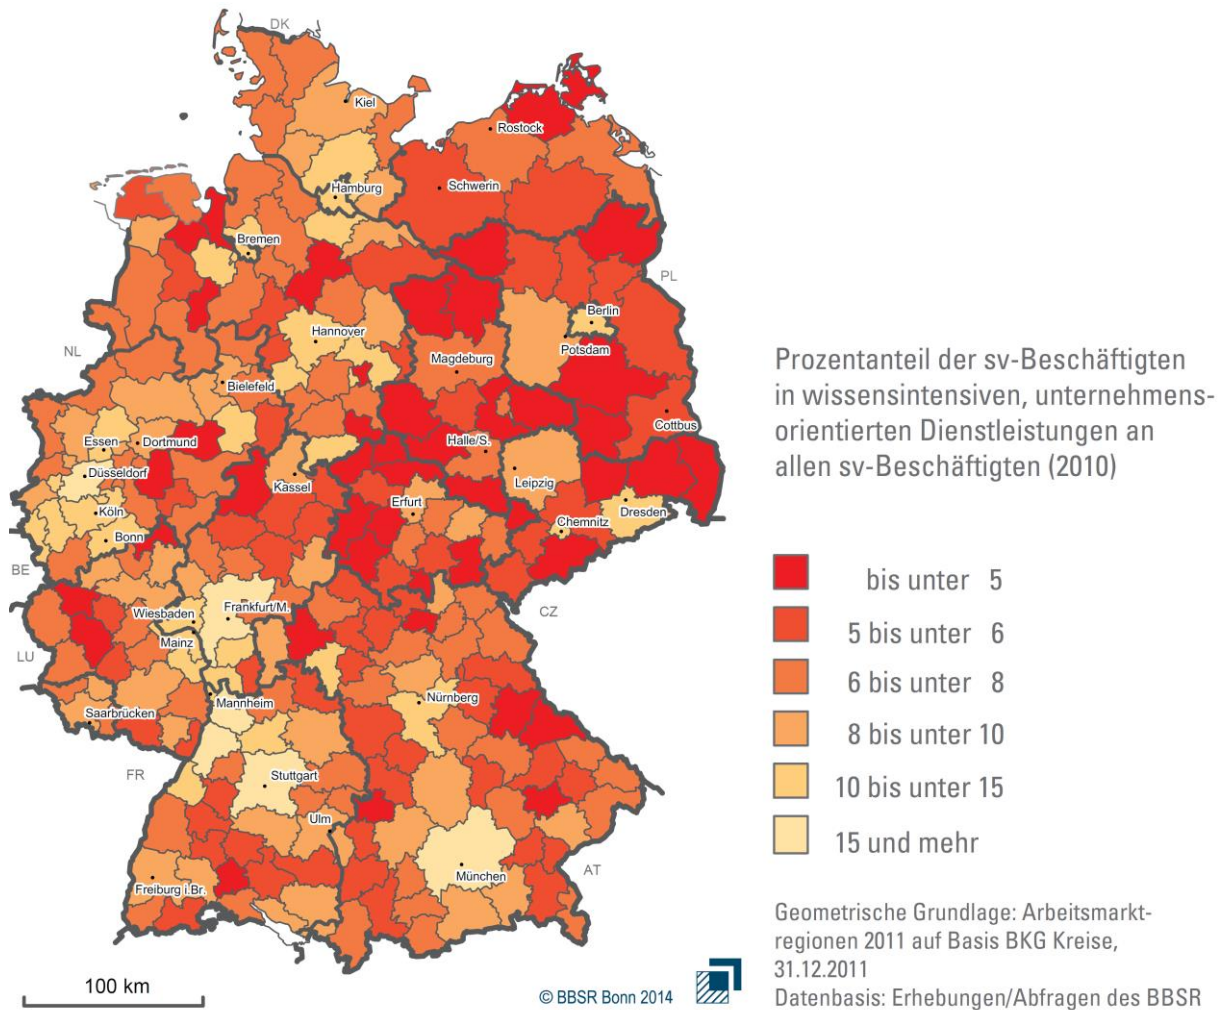 DK
Kiel
Rostock
Hamburg
Schwerin
Bremen
PL
Berlin
Hannover
NL
Magdeburg
Potsdam
Bielefeld
Essen
Dortmund
Halle/S.
Cottbus
Düsseldorf
Kassel
Leipzig
Köln
Erfurt
Dresden
Chemnitz
Bonn
BE
Wiesbaden
Frankfurt/M.
CZ
Mainz
LU
Mannheim
Nürnberg
Saarbrücken
FR
Stuttgart
Ulm
München
AT
Freiburg i.Br.
100 km
© BBSR Bonn 2014
Prozentanteil der sv-Beschäftigten
in wissensintensiven, unternehmens-
orientierten Dienstleistungen an
allen sv-Beschäftigten (2010)
bis unter 5
5 bis unter 6
6 bis unter 8
8 bis unter 10
10 bis unter 15
15 und mehr
Geometrische Grundlage: Arbeitsmarkt-
regionen 2011 auf Basis BKG Kreise,
31.12.2011
Datenbasis: Erhebungen/Abfragen des BBSR